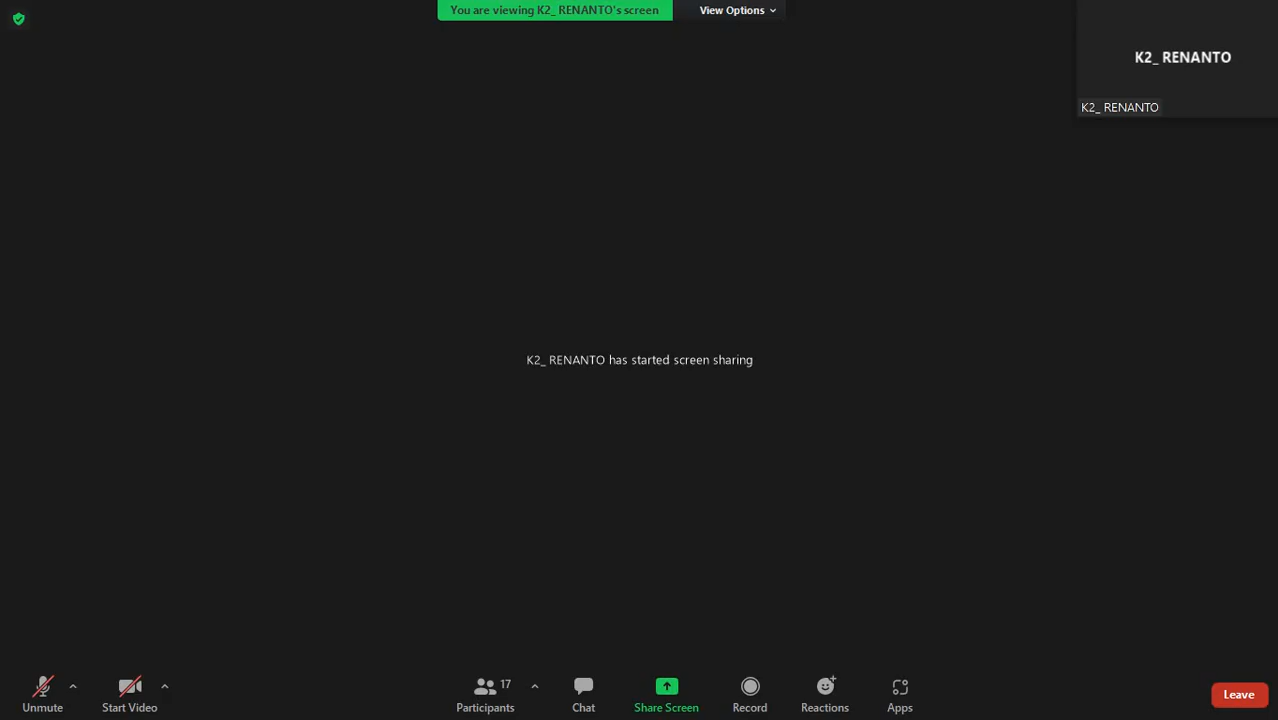 You are viewing K2_ RENANTO's screen
View Options
K2_ RENANTO
K2_ RENANTO
K2_ RENANTO has started screen sharing
Unmute
Start Video
17
Participants
Chat
Share Screen
Record
Reactions
Apps
Leave